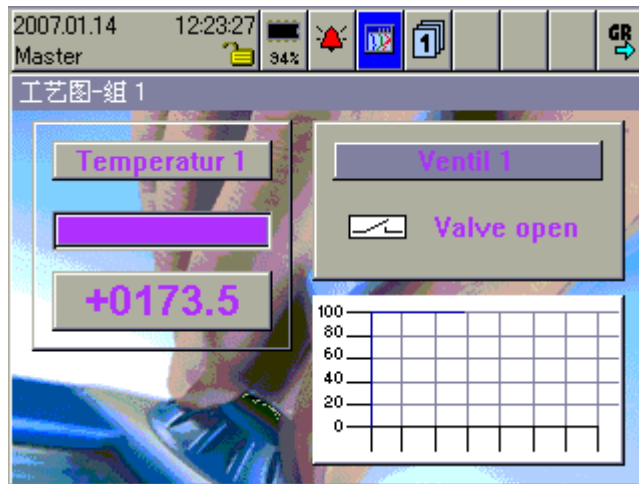 2007.01.14 12:23:27
Master
94%
1
GR
工艺图-组 1
Temperatur 1
+0173.5
Ventil 1
Valve open
100
80
60
40
20
0